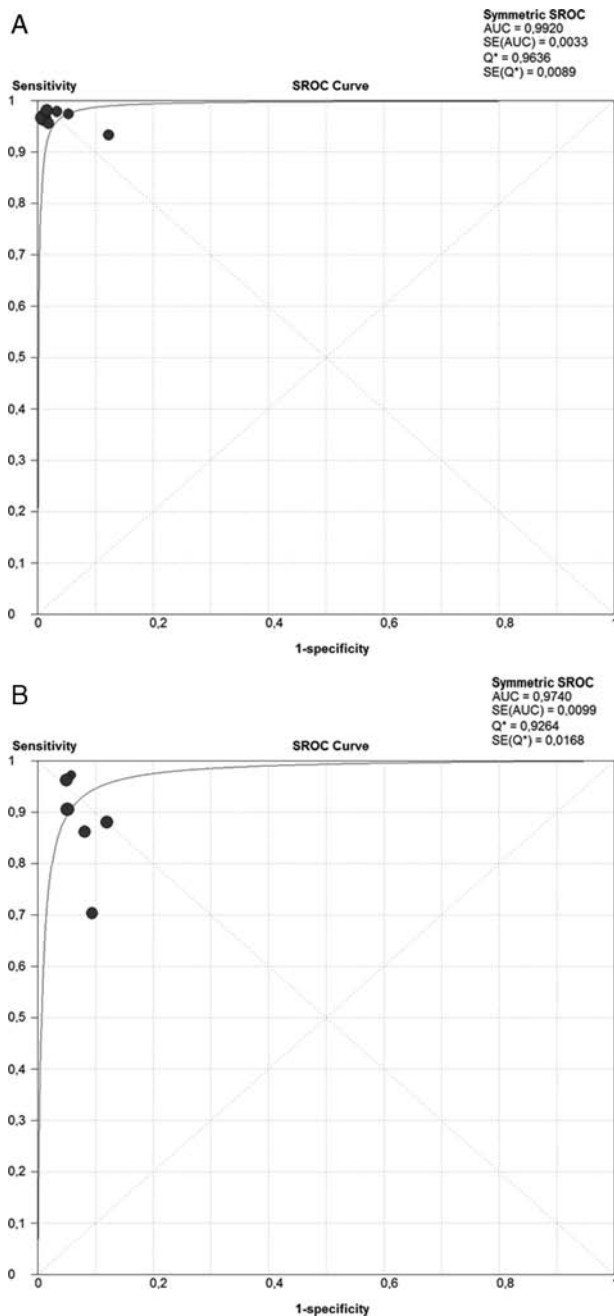 A
Symmetric SROC
AUC = 0,9920
SE(AUC) = 0,0033
Q* = 0,9636
SE(Q*) = 0,0089
Sensitivity SROC Curve
1
0,9
0,8
0,7
0,6
0,5
0,4
0,3
0,2
0,1
0
0 0,2 0,4 0,6 0,8 1
1-specificity
B
Symmetric SROC
AUC = 0,9740
SE(AUC) = 0,0099
Q* = 0,9264
SE(Q*) = 0,0168
Sensitivity SROC Curve
1
0,9
0,8
0,7
0,6
0,5
0,4
0,3
0,2
0,1
0
0 0,2 0,4 0,6 0,8 1
1-specificity